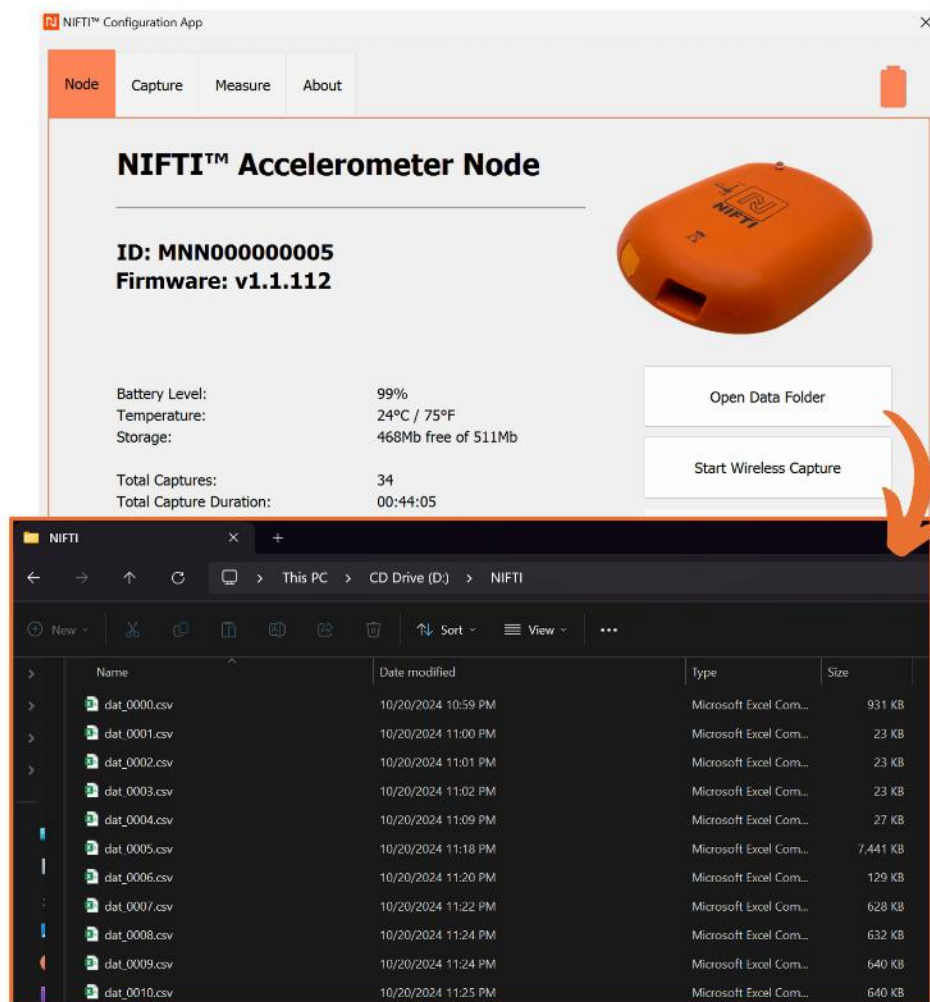 NIFTI™ Configuration App
Node Capture Measure About
NIFTI™ Accelerometer Node
NIFTI
ID: MNN000000005
Firmware: v1.1.112
Battery Level: 99%
Temperature: 24°C / 75°F
Storage: 468Mb free of 511Mb
Total Captures: 34
Total Capture Duration: 00:44:05
Open Data Folder
Start Wireless Capture
NIFTI
This PC > CD Drive (D:) > NIFTI
New Sort View
Name Date modified Type Size
dat_0000.csv 10/20/2024 10:59 PM Microsoft Excel Com... 931 KB
dat_0001.csv 10/20/2024 11:00 PM Microsoft Excel Com... 23 KB
dat_0002.csv 10/20/2024 11:01 PM Microsoft Excel Com... 23 KB
dat_0003.csv 10/20/2024 11:02 PM Microsoft Excel Com... 23 KB
dat_0004.csv 10/20/2024 11:09 PM Microsoft Excel Com... 27 KB
dat_0005.csv 10/20/2024 11:18 PM Microsoft Excel Com... 7,441 KB
dat_0006.csv 10/20/2024 11:20 PM Microsoft Excel Com... 129 KB
dat_0007.csv 10/20/2024 11:22 PM Microsoft Excel Com... 628 KB
dat_0008.csv 10/20/2024 11:24 PM Microsoft Excel Com... 632 KB
dat_0009.csv 10/20/2024 11:24 PM Microsoft Excel Com... 640 KB
dat_0010.csv 10/20/2024 11:25 PM Microsoft Excel Com... 640 KB